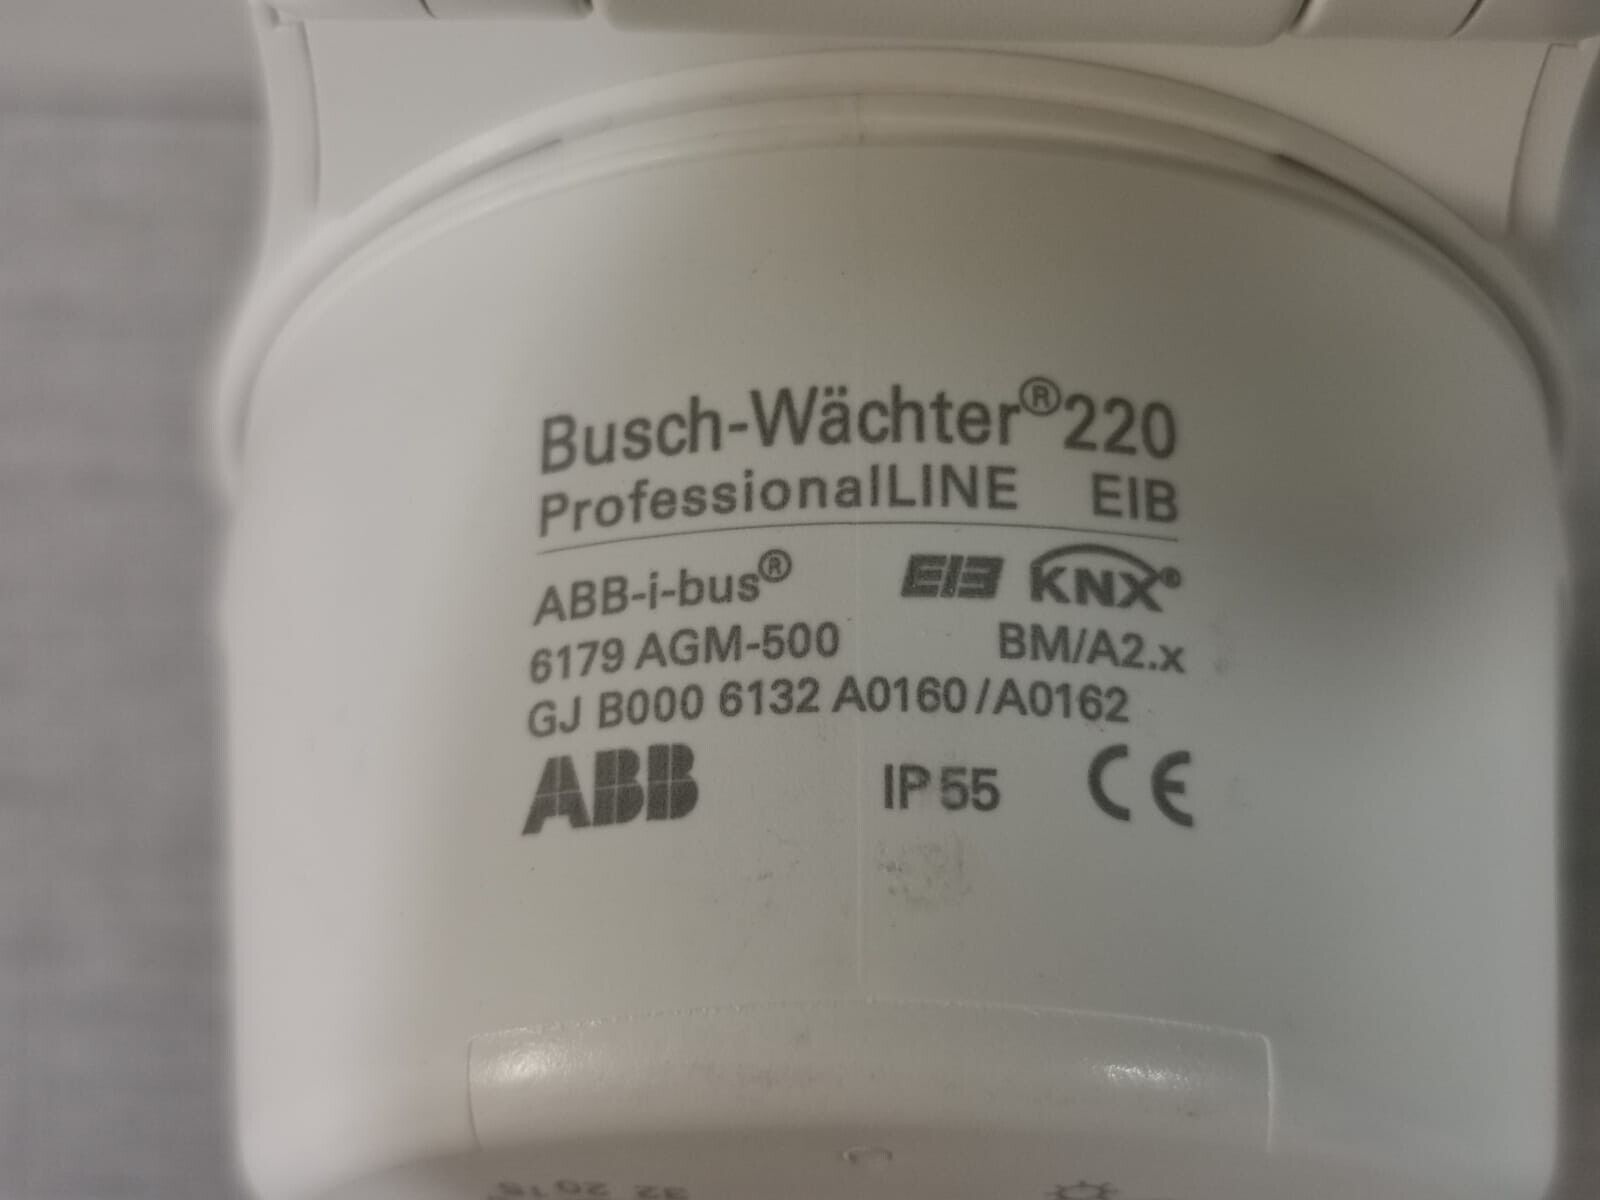 Busch-Wächter®220
ProfessionalLINE EIB
ABB-i-bus® EIB KNX®
6179 AGM-500 BM/A2.x
GJ B000 6132 A0160/A0162
ABB IP55 CE